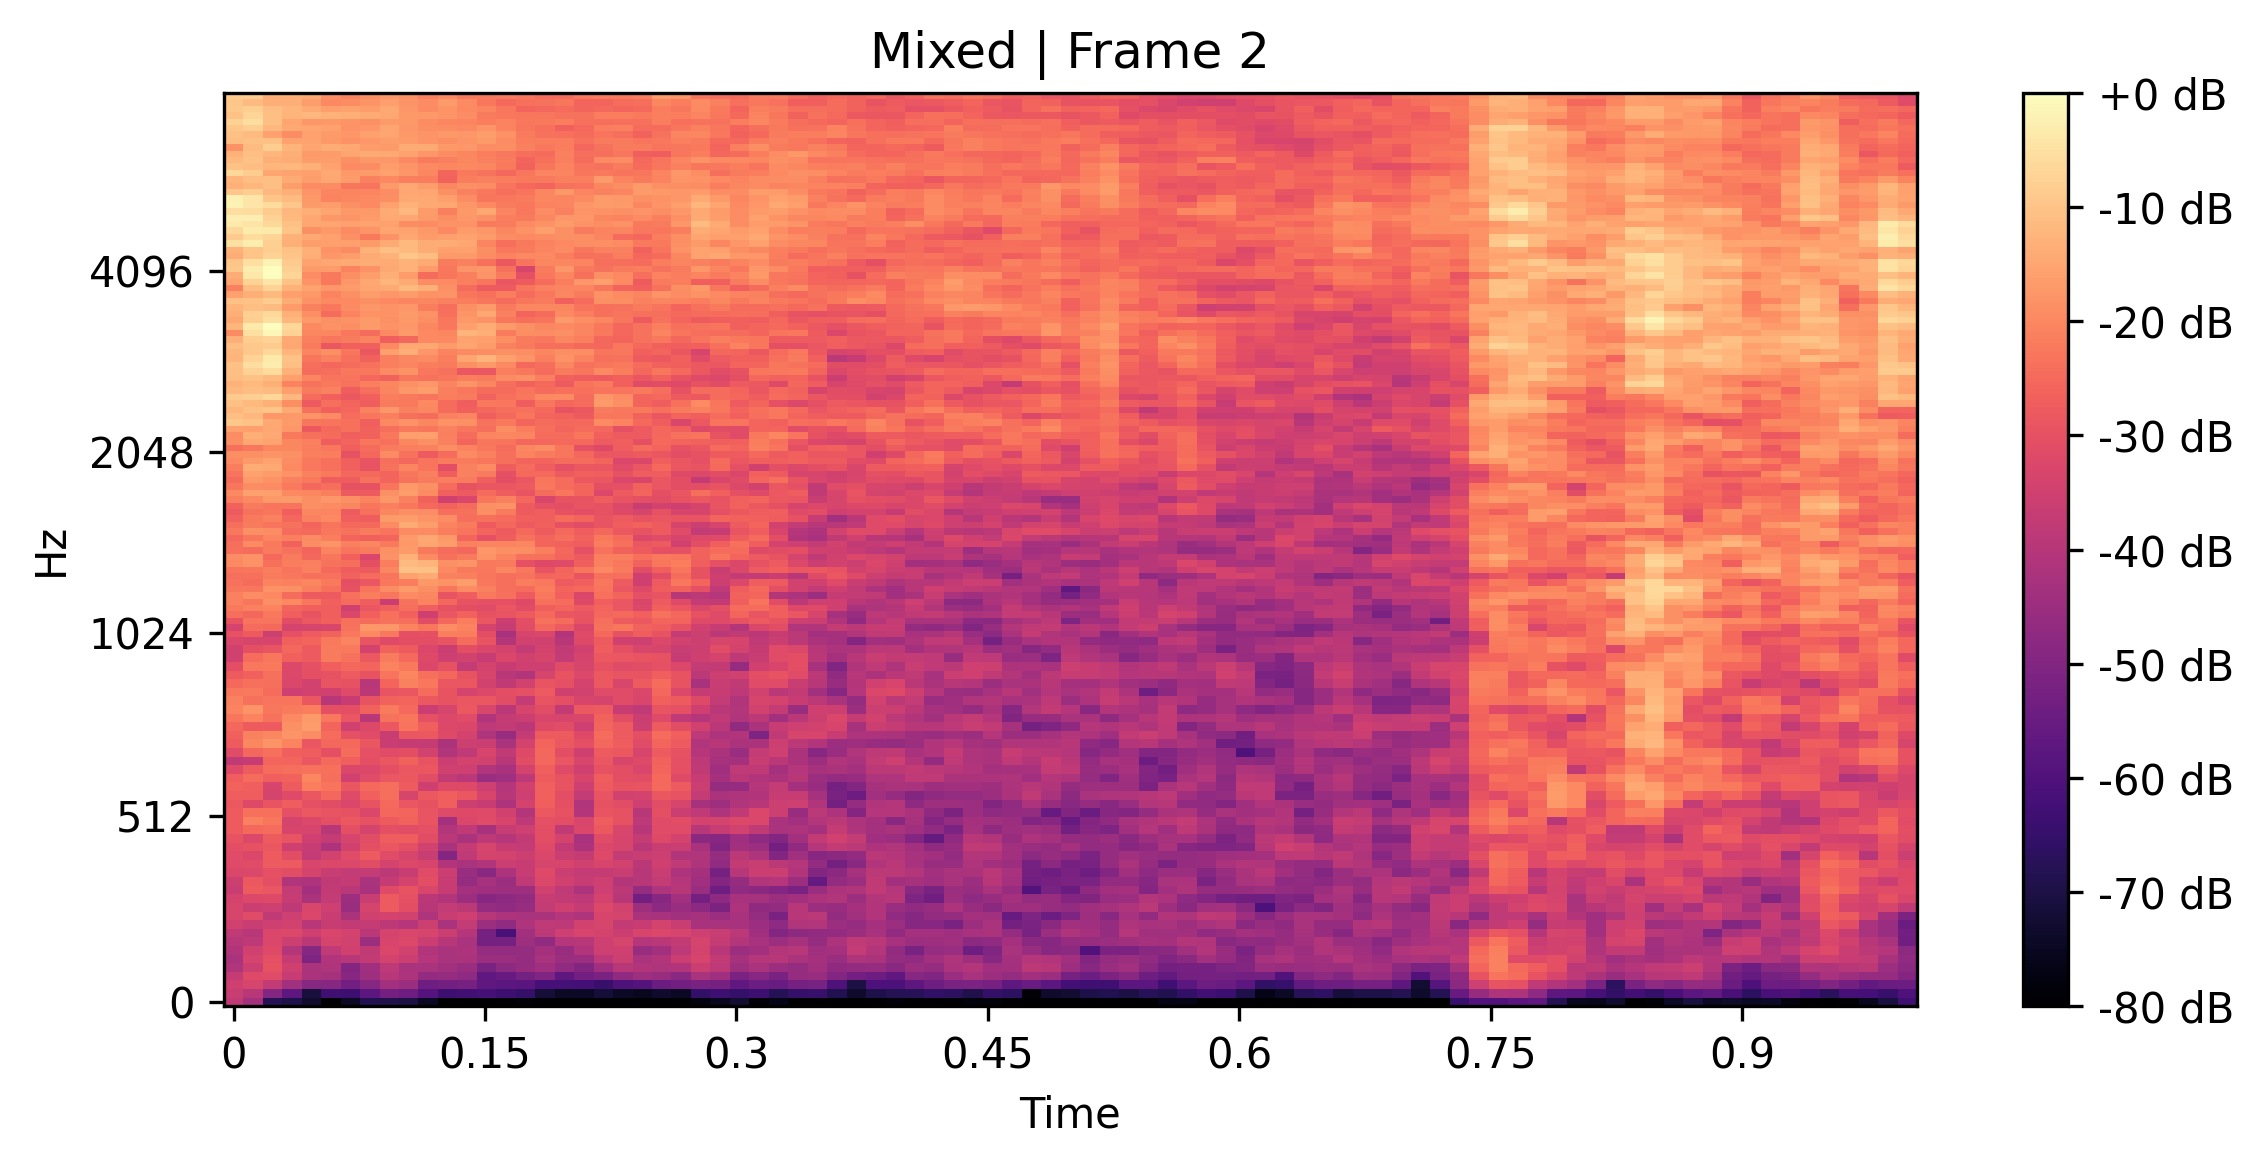 Mixed | Frame 2
Hz
4096
2048
1024
512
0
0 0.15 0.3 0.45 0.6 0.75 0.9
Time
+0 dB
-10 dB
-20 dB
-30 dB
-40 dB
-50 dB
-60 dB
-70 dB
-80 dB